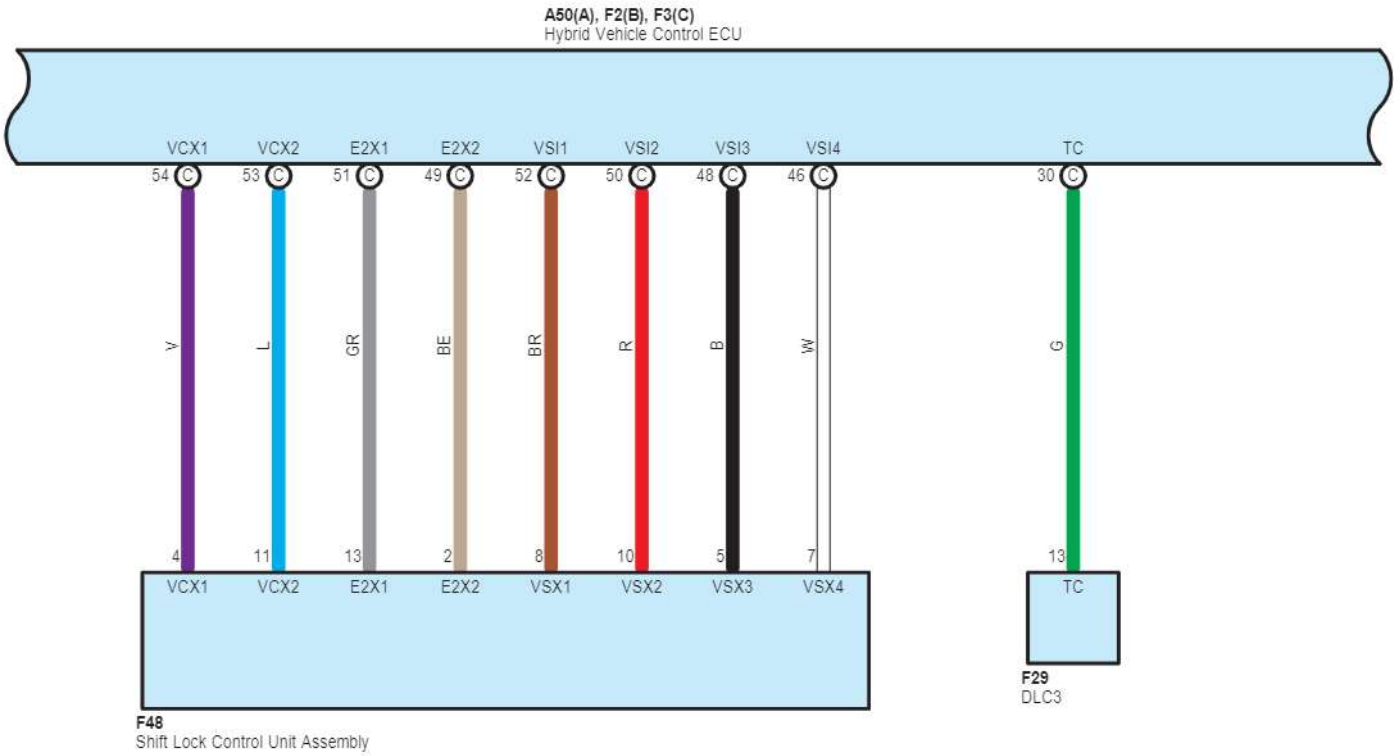 A50(A), F2(B), F3(C)
Hybrid Vehicle Control ECU
VCX1 VCX2 E2X1 E2X2 VSI1 VSI2 VSI3 VSI4 TC
54 C 53 C 51 C 49 C 52 C 50 C 48 C 46 C 30 C
V L GR BE BR R B W G
4 11 13 2 8 10 5 7 13
VCX1 VCX2 E2X1 E2X2 VSX1 VSX2 VSX3 VSX4 TC
F29
DLC3
F48
Shift Lock Control Unit Assembly